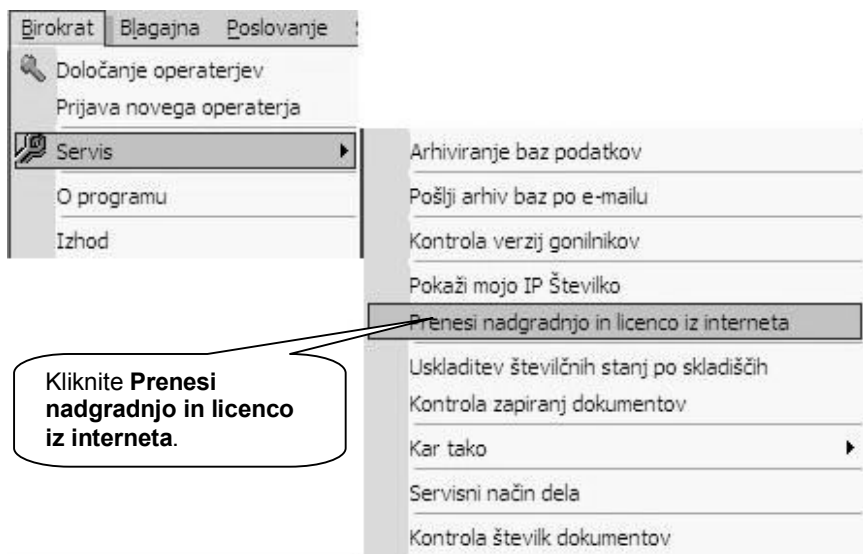 Birokrat Blagajna Poslovanje
Določanje operaterjev
Prijava novega operaterja
Servis
O programu
Izhod
Arhiviranje baz podatkov
Pošlji arhiv baz po e-mailu
Kontrola verzij gonilnikov
Pokaži mojo IP Številko
Prenesi nadgradnjo in licenco iz interneta
Uskladitev številčnih stanj po skladiščih
Kontrola zapiranj dokumentov
Kar tako
Servisni način dela
Kontrola številk dokumentov
Kliknite Prenesi
nadgradnjo in licenco
iz interneta.